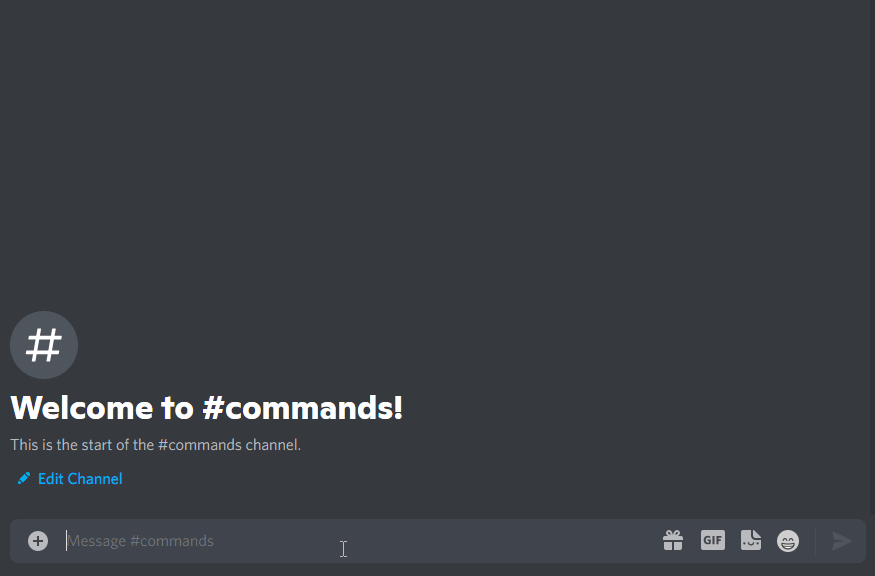 #
Welcome to #commands!
This is the start of the #commands channel.
Edit Channel
Message #commands
GIF